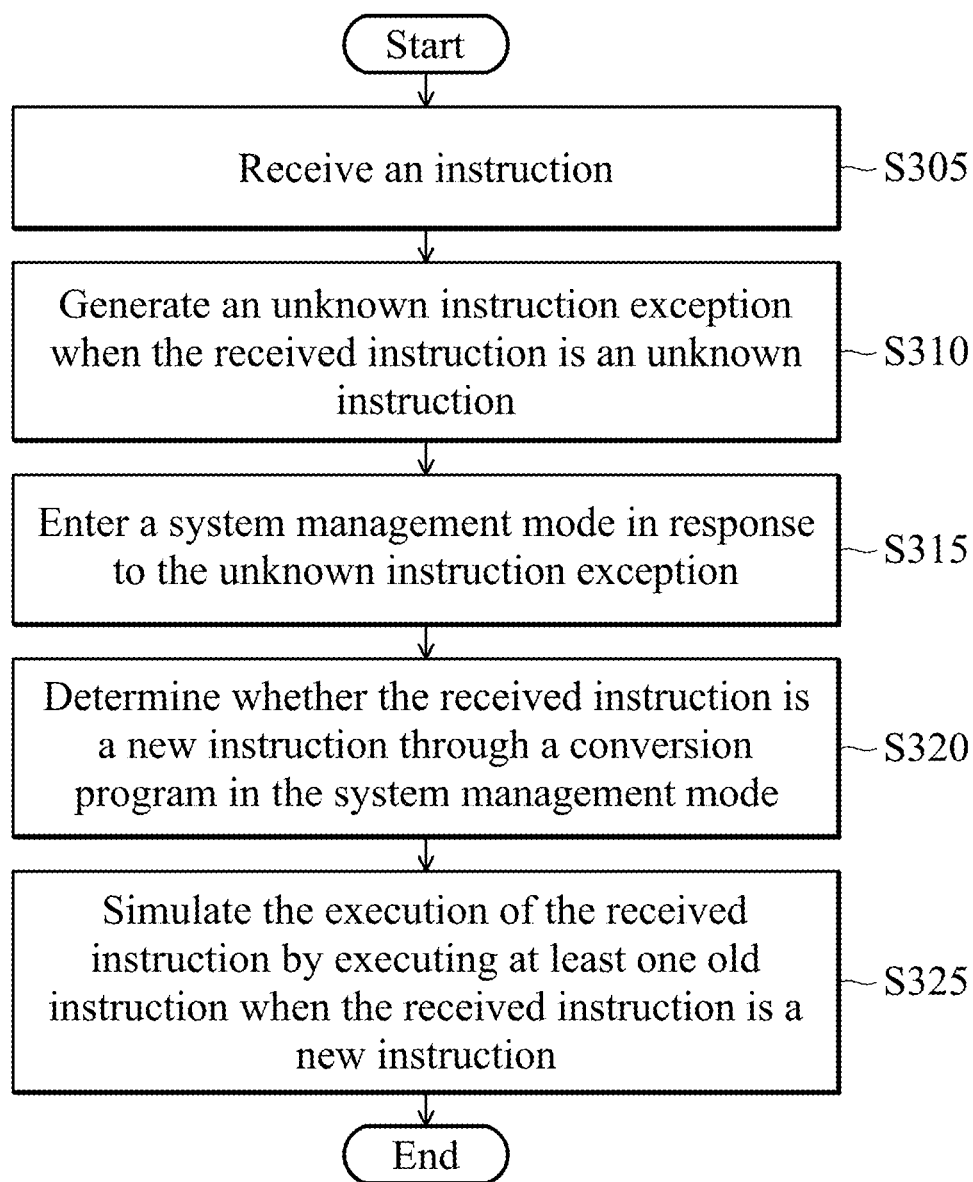 Start
Receive an instruction
S305
Generate an unknown instruction exception
when the received instruction is an unknown
instruction
S310
Enter a system management mode in response
to the unknown instruction exception
S315
Determine whether the received instruction is
a new instruction through a conversion
program in the system management mode
S320
Simulate the execution of the received
instruction by executing at least one old
instruction when the received instruction is a
new instruction
S325
End